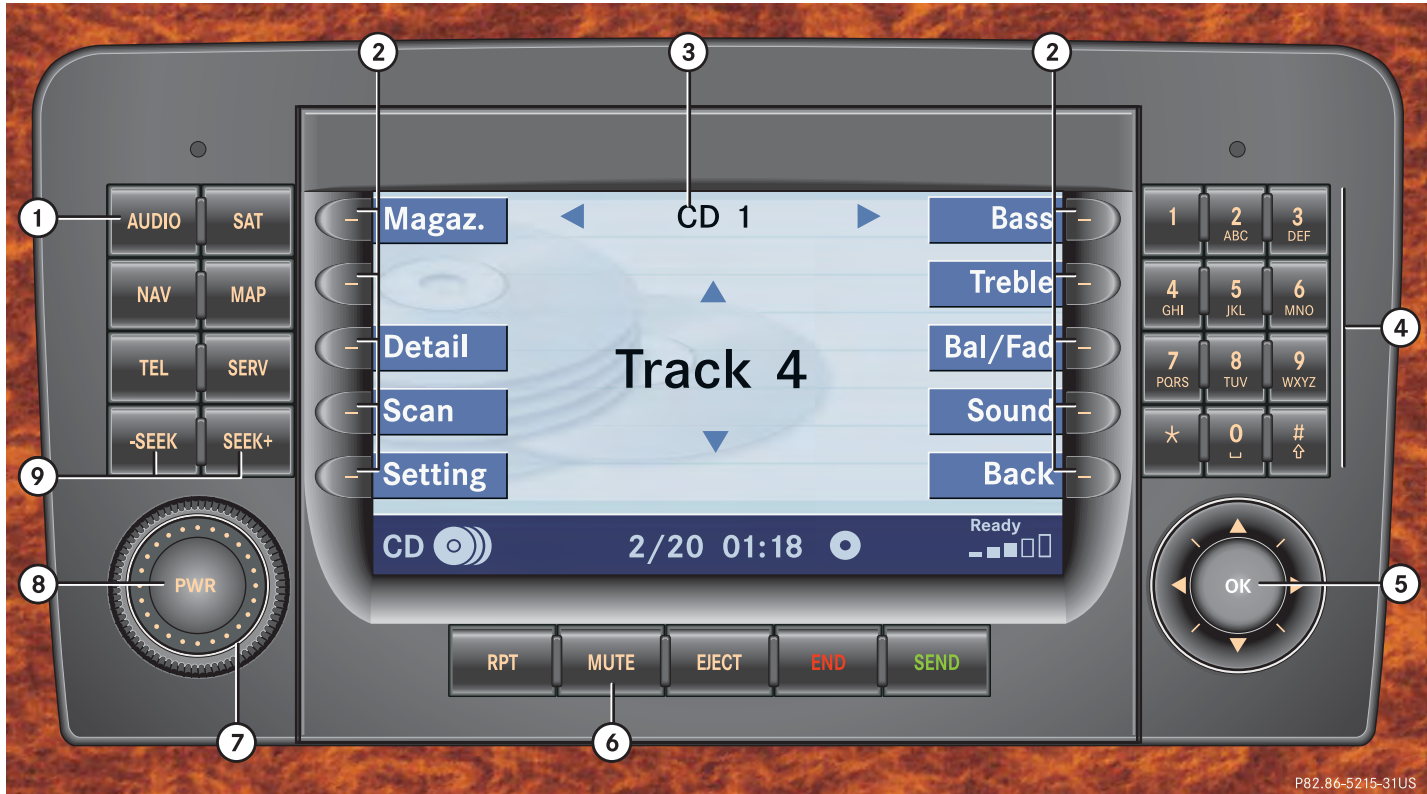 2 3 2
1 AUDIO SAT
NAV MAP
TEL SERV
-SEEK SEEK+
9
8 PWR
7
Magaz. CD 1 Bass
Treble
Detail Bal/Fad
Track 4
Scan Sound
Setting Back
CD 2/20 01:18 Ready
RPT MUTE EJECT END SEND
6
1 2 ABC 3 DEF
4 GHI 5 JKL 6 MNO
4
7 PQRS 8 TUV 9 WXYZ
* 0 #
OK 5
P82.86-5215-31US